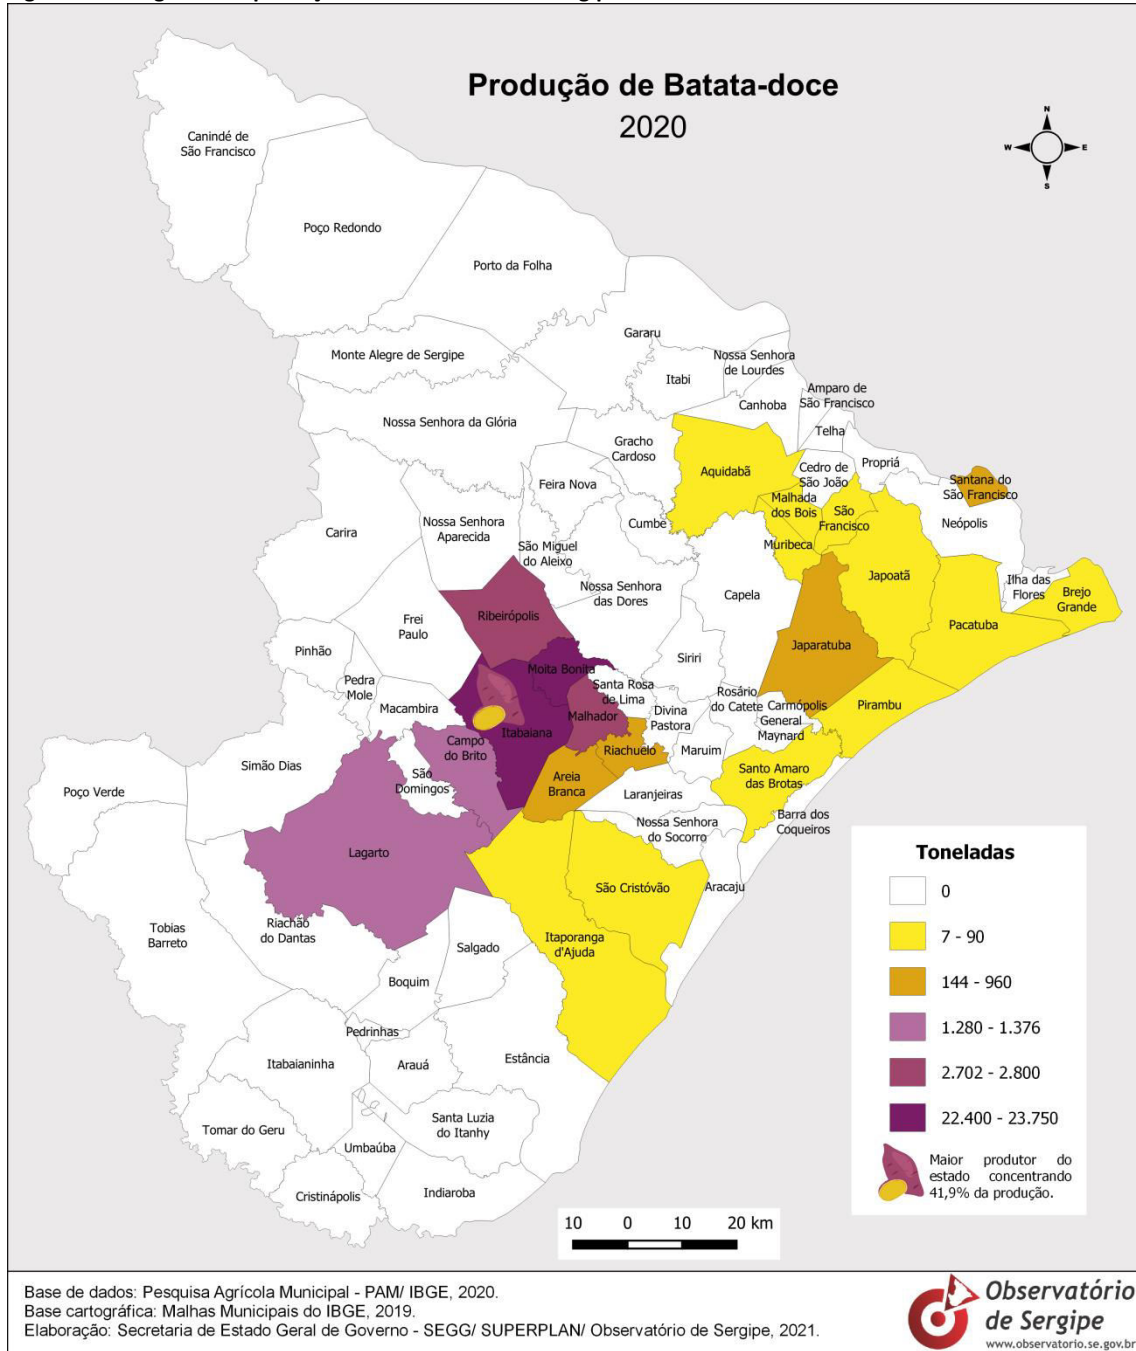 Produção de Batata-doce
2020
N
W
E
S
Canindé de
São Francisco
Poço Redondo
Porto da Folha
Gararu
Monte Alegre de Sergipe
Nossa Senhora
de Lourdes
Itabi
Amparo de
São Francisco
Canhoba
Nossa Senhora da Glória
Telha
Gracho
Cardoso
Propriá
Cedro de
São João
Aquidabã
Feira Nova
Santana do
São Francisco
Malhada
dos Bois
São
Francisco
Neópolis
Cumbe
Nossa Senhora
Aparecida
Carira
São Miguel
do Aleixo
Muribeca
Japoatã
Ilha das
Flores
Brejo
Grande
Nossa Senhora
das Dores
Capela
Ribeirópolis
Frei
Paulo
Pacatuba
Japaratuba
Pinhão
Siriri
Moita Bonita
Pedra
Mole
Santa Rosa
de Lima
Rosário
do Catete
Carmópolis
Pirambu
Macambira
Malhador
Divina
Pastora
General
Maynard
Itabaiana
Campo
do Brito
Riachuelo
Maruim
Simão Dias
São
Domingos
Areia
Branca
Santo Amaro
das Brotas
Poço Verde
Laranjeiras
Barra dos
Coqueiros
Nossa Senhora
do Socorro
Lagarto
São Cristóvão
Aracaju
Tobias
Barreto
Riachão
do Dantas
Itaporanga
d'Ajuda
Salgado
Boquim
Pedrinhas
Itabaianinha
Arauá
Estância
Santa Luzia
do Itanhy
Tomar do Geru
Umbaúba
Cristinápolis
Indiaroba
Toneladas
0
7 - 90
144 - 960
1.280 - 1.376
2.702 - 2.800
22.400 - 23.750
Maior produtor do
estado concentrando
41,9% da produção.
10 0 10 20 km
Base de dados: Pesquisa Agrícola Municipal - PAM/ IBGE, 2020.
Base cartográfica: Malhas Municipais do IBGE, 2019.
Elaboração: Secretaria de Estado Geral de Governo - SEGG/ SUPERPLAN/ Observatório de Sergipe, 2021.
Observatório
de Sergipe
www.observatorio.se.gov.br